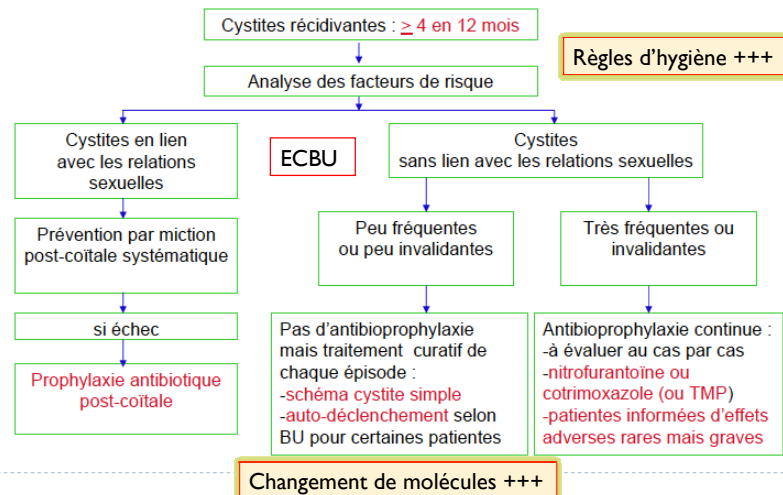 Cystites récidivantes : ≥ 4 en 12 mois
Règles d'hygiène +++
Analyse des facteurs de risque
Cystites en lien
avec les relations
sexuelles
ECBU
Cystites
sans lien avec les relations sexuelles
Prévention par miction
post-coïtale systématique
Peu fréquentes
ou peu invalidantes
Très fréquentes ou
invalidantes
si échec
Prophylaxie antibiotique
post-coïtale
Pas d'antibioprophylaxie
mais traitement curatif de
chaque épisode :
-schéma cystite simple
-auto-déclenchement selon
BU pour certaines patientes
Antibioprophylaxie continue :
-à évaluer au cas par cas
-nitrofurantoïne ou
cotrimoxazole (ou TMP)
-patientes informées d'effets
adverses rares mais graves
Changement de molécules +++